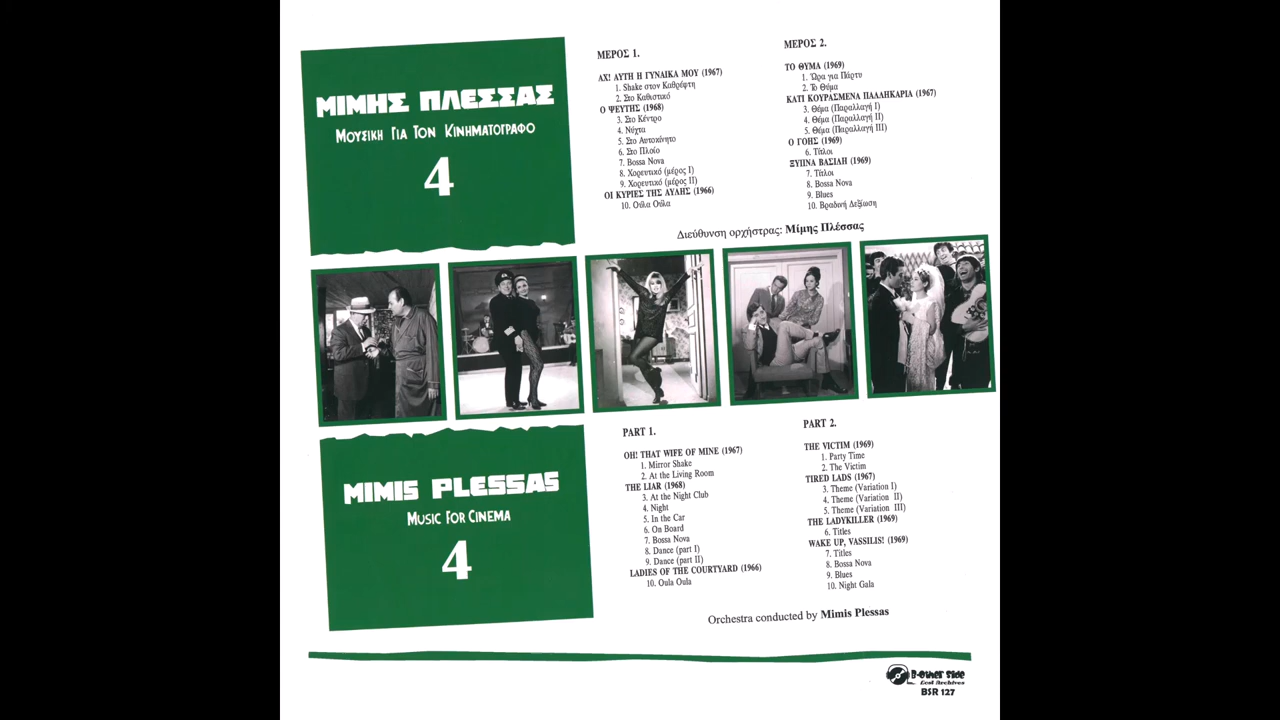 ΜΙΜΗΣ ΠΛΕΣΣΑΣ
ΜΟΥΣΙΚΗ ΓΙΑ ΤΟΝ ΚΙΝΗΜΑΤΟΓΡΑΦΟ
4
ΜΕΡΟΣ 1.
ΑΧ! ΑΥΤΗ Η ΓΥΝΑΙΚΑ ΜΟΥ (1967)
1. Shake στον Καθρέφτη
2. Στο Καθιστικό
Ο ΨΕΥΤΗΣ (1968)
3. Στο Κέντρο
4. Νύχτα
5. Στο Αυτοκίνητο
6. Στο Πλοίο
7. Bossa Nova
8. Χορευτικό (μέρος Ι)
9. Χορευτικό (μέρος ΙΙ)
ΟΙ ΚΥΡΙΕΣ ΤΗΣ ΑΥΛΗΣ (1966)
10. Ούλα Ούλα
ΜΕΡΟΣ 2.
ΤΟ ΘΥΜΑ (1969)
1. Ώρα για Πάρτυ
2. Το Θύμα
ΚΑΤΙ ΚΟΥΡΑΣΜΕΝΑ ΠΑΛΛΗΚΑΡΙΑ (1967)
3. Θέμα (Παραλλαγή Ι)
4. Θέμα (Παραλλαγή ΙΙ)
5. Θέμα (Παραλλαγή ΙΙΙ)
Ο ΓΟΗΣ (1969)
6. Τίτλοι
ΞΥΠΝΑ ΒΑΣΙΛΗ (1969)
7. Τίτλοι
8. Bossa Nova
9. Blues
10. Βραδινή Δεξίωση
Διεύθυνση ορχήστρας: Μίμης Πλέσσας
MIMIS PLESSAS
MUSIC FOR CINEMA
4
PART 1.
OH! THAT WIFE OF MINE (1967)
1. Mirror Shake
2. At the Living Room
THE LIAR (1968)
3. At the Night Club
4. Night
5. In the Car
6. On Board
7. Bossa Nova
8. Dance (part I)
9. Dance (part II)
LADIES OF THE COURTYARD (1966)
10. Oula Oula
PART 2.
THE VICTIM (1969)
1. Party Time
2. The Victim
TIRED LADS (1967)
3. Theme (Variation I)
4. Theme (Variation II)
5. Theme (Variation III)
THE LADYKILLER (1969)
6. Titles
WAKE UP, VASSILIS! (1969)
7. Titles
8. Bossa Nova
9. Blues
10. Night Gala
Orchestra conducted by Mimis Plessas
B-other side
Lost Archives
BSR 127